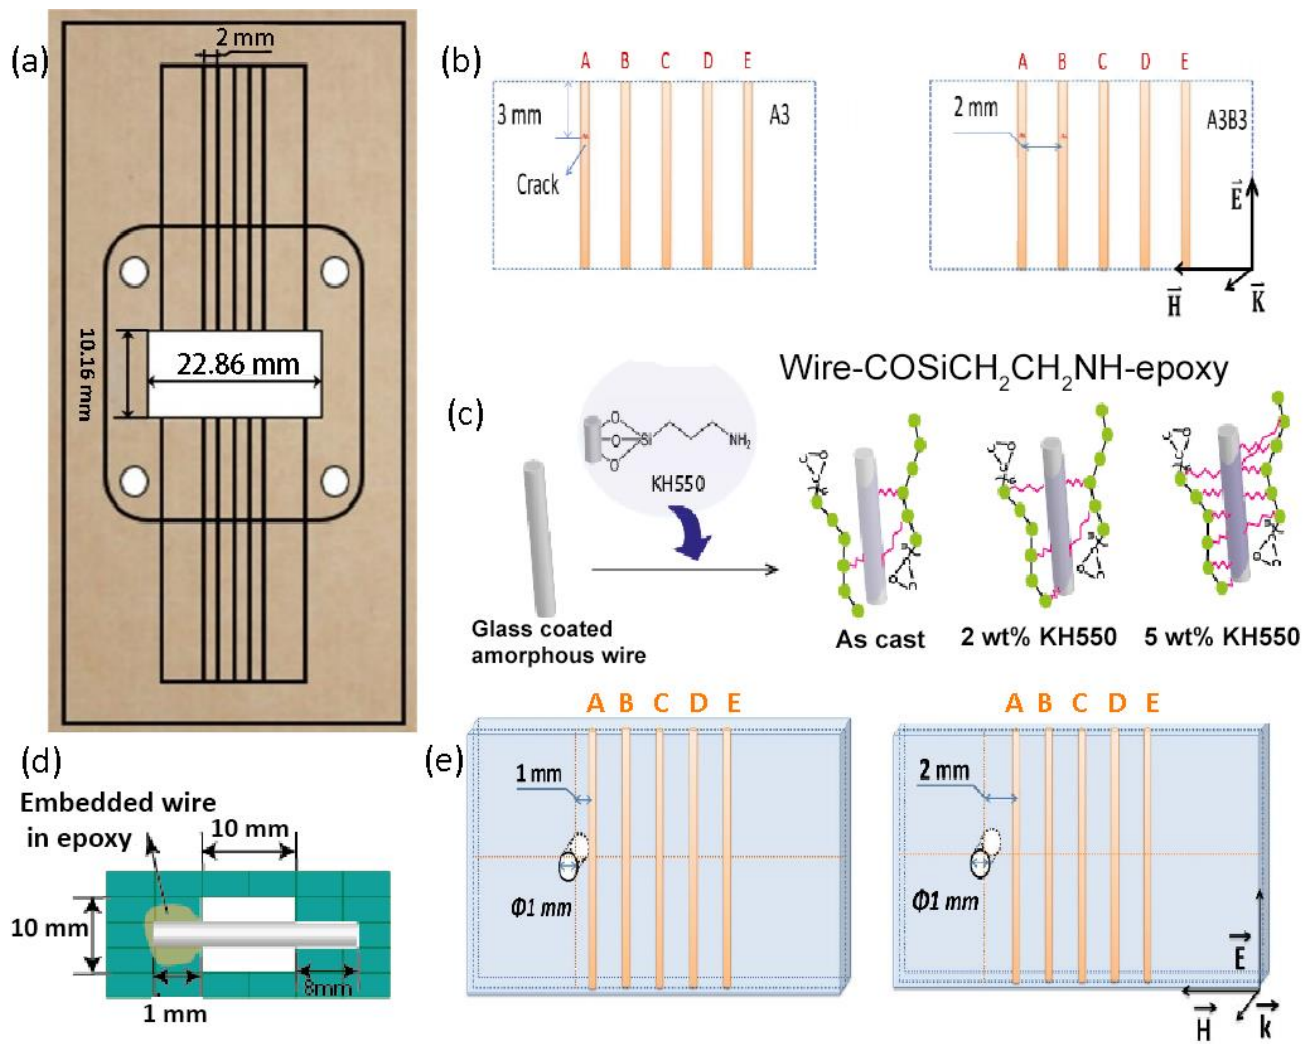 (a)
2 mm
10.16 mm
22.86 mm
(b)
A B C D E
3 mm
A3
Crack
A B C D E
2 mm
A3B3
E
H
K
Wire-COSiCH₂CH₂NH-epoxy
(c)
O
O
O
Si
NH₂
KH550
Glass coated
amorphous wire
As cast
2 wt% KH550
5 wt% KH550
(d)
Embedded wire
in epoxy
10 mm
10 mm
8mm
1 mm
(e)
A B C D E
1 mm
Φ1 mm
A B C D E
2 mm
Φ1 mm
E
H
k